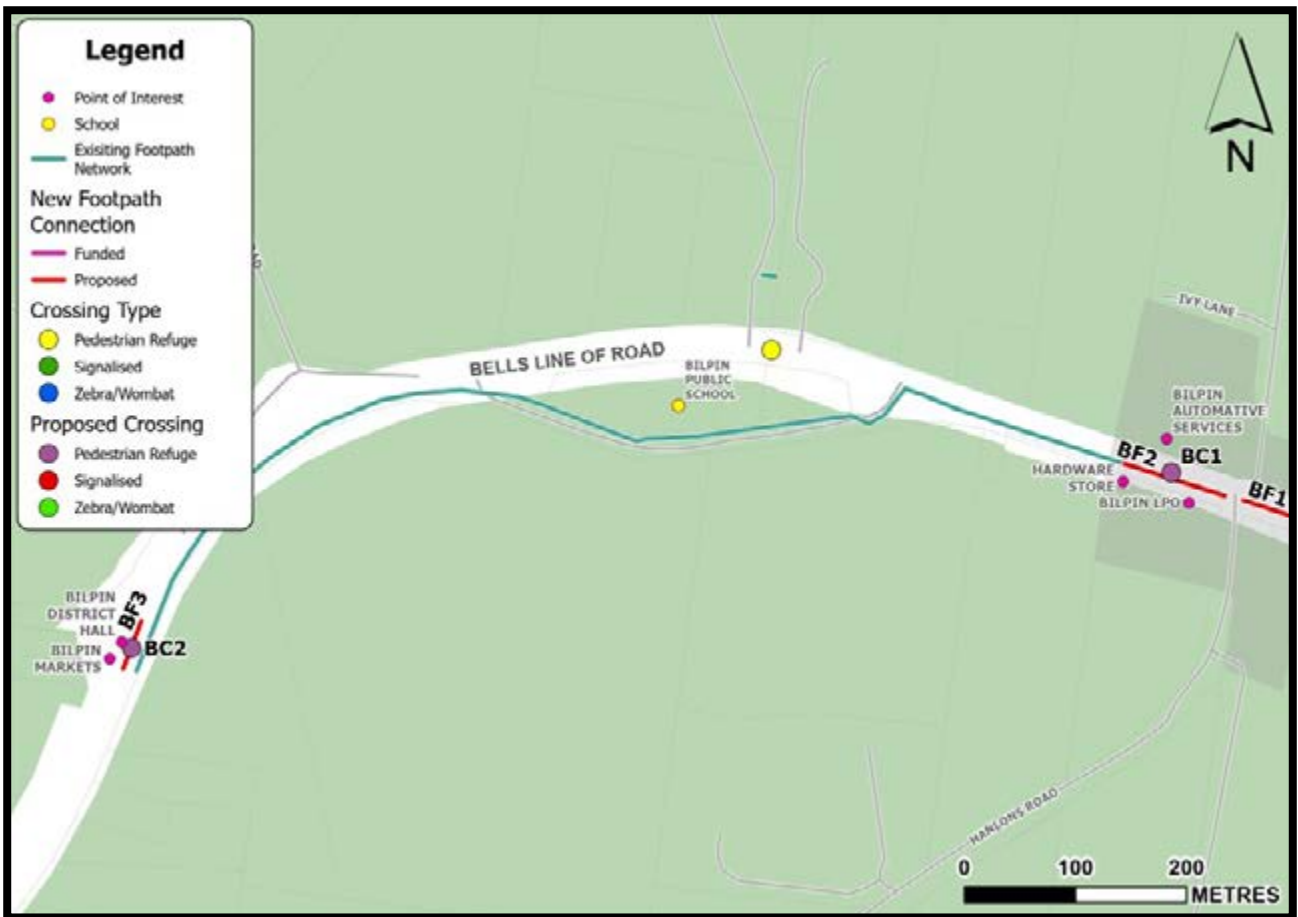 Legend
Point of Interest
School
Exisiting Footpath
Network
New Footpath
Connection
Funded
Proposed
Crossing Type
Pedestrian Refuge
Signalised
Zebra/Wombat
Proposed Crossing
Pedestrian Refuge
Signalised
Zebra/Wombat
N
IVY LANE
BELLS LINE OF ROAD
BILPIN
PUBLIC
SCHOOL
BILPIN
AUTOMATIVE
SERVICES
BF2
BC1
HARDWARE
STORE
BF1
BILPIN LPO
BILPIN
DISTRICT
HALL
BF3
BC2
BILPIN
MARKETS
HANLONS ROAD
0 100 200
METRES